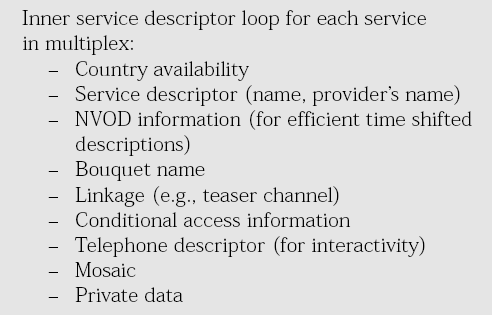 Inner service descriptor loop for each service
in multiplex:
– Country availability
– Service descriptor (name, provider's name)
– NVOD information (for efficient time shifted
descriptions)
– Bouquet name
– Linkage (e.g., teaser channel)
– Conditional access information
– Telephone descriptor (for interactivity)
– Mosaic
– Private data